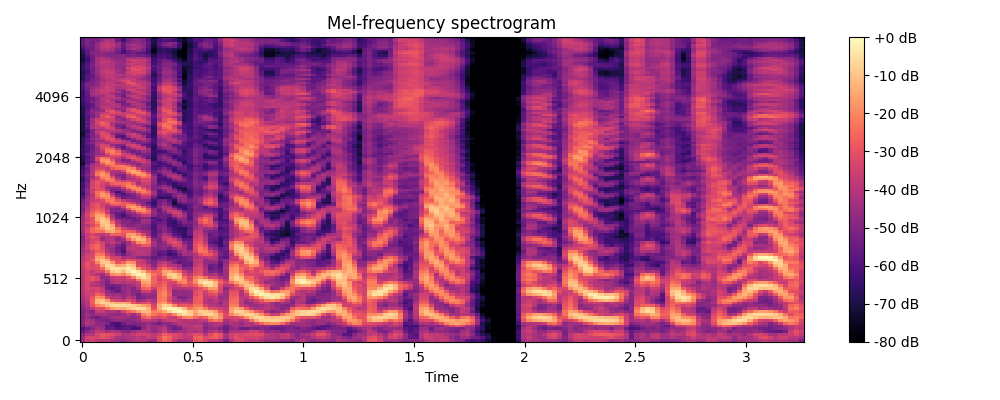 Mel-frequency spectrogram
+0 dB
-10 dB
-20 dB
-30 dB
-40 dB
-50 dB
-60 dB
-70 dB
-80 dB
4096
2048
1024
512
0
Hz
0
0.5
1
1.5
2
2.5
3
Time